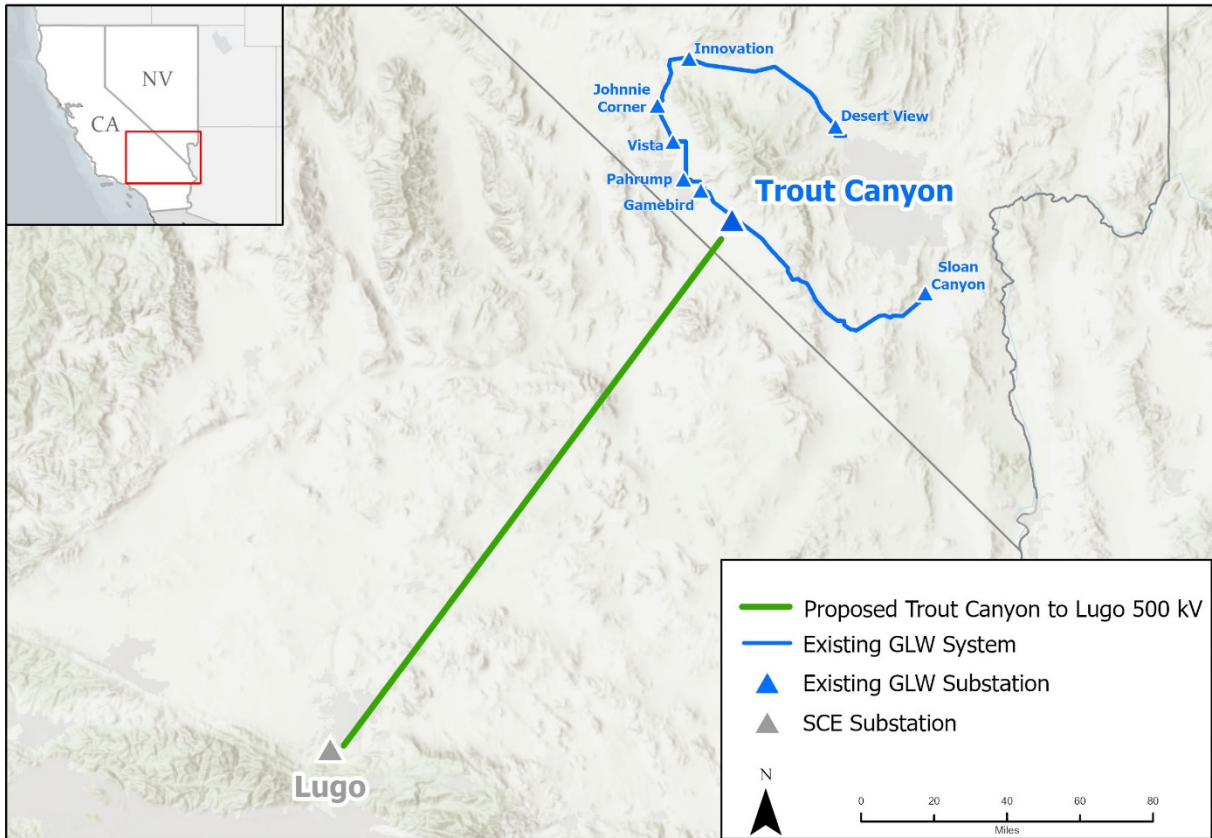 NV
CA
Innovation
Johnnie
Corner
Desert View
Vista
Pahrump
Gamebird
Trout Canyon
Sloan
Canyon
Lugo
Proposed Trout Canyon to Lugo 500 kV
Existing GLW System
Existing GLW Substation
SCE Substation
N
0 20 40 60 80
Miles